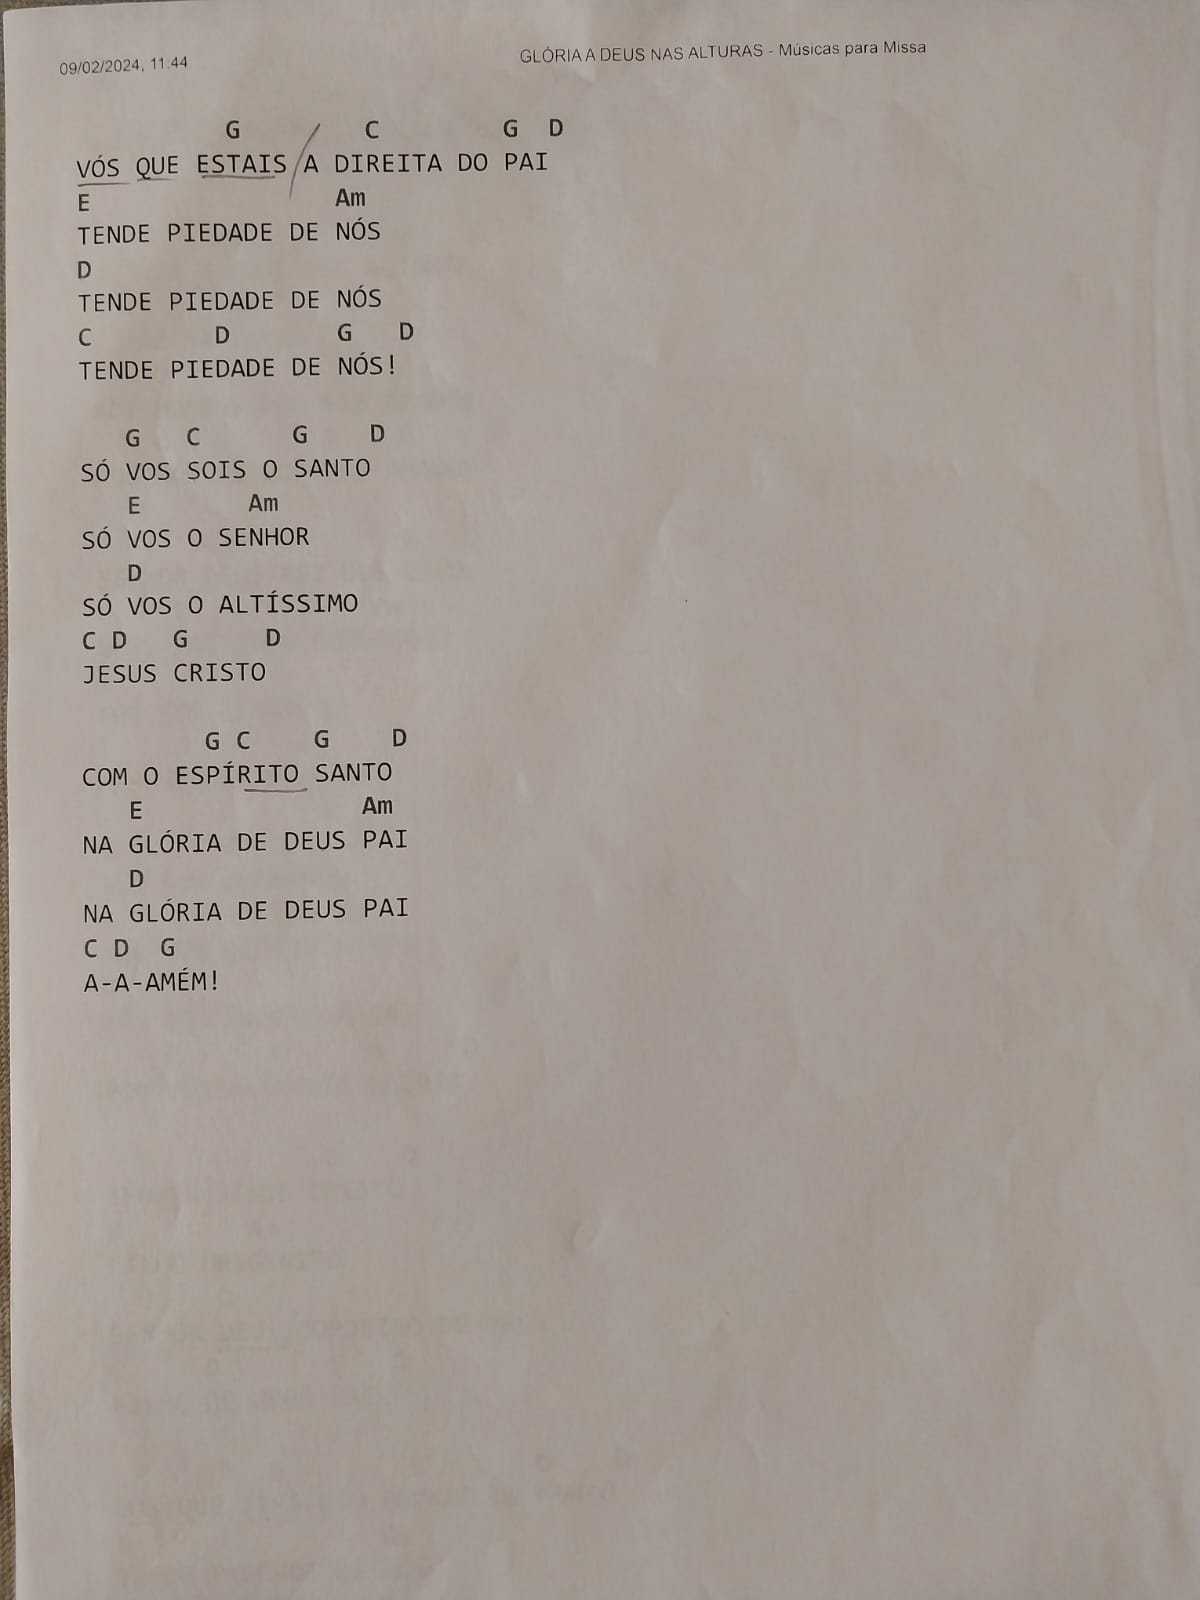 09/02/2024, 11:44 GLÓRIA A DEUS NAS ALTURAS - Músicas para Missa
G C G D
VÓS QUE ESTAIS A DIREITA DO PAI
E Am
TENDE PIEDADE DE NÓS
D
TENDE PIEDADE DE NÓS
C D G D
TENDE PIEDADE DE NÓS!
G C G D
SÓ VOS SOIS O SANTO
E Am
SÓ VOS O SENHOR
D
SÓ VOS O ALTÍSSIMO
C D G D
JESUS CRISTO
G C G D
COM O ESPÍRITO SANTO
E Am
NA GLÓRIA DE DEUS PAI
D
NA GLÓRIA DE DEUS PAI
C D G
A-A-AMÉM!